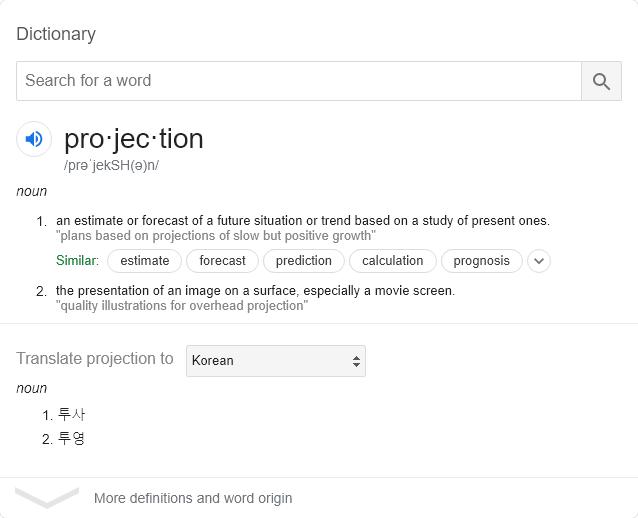 Dictionary
Search for a word
pro·jec·tion
/prəˈjekSH(ə)n/
noun
1. an estimate or forecast of a future situation or trend based on a study of present ones.
"plans based on projections of slow but positive growth"
Similar: estimate forecast prediction calculation prognosis
2. the presentation of an image on a surface, especially a movie screen.
"quality illustrations for overhead projection"
Translate projection to Korean
noun
1. 투사
2. 투영
More definitions and word origin